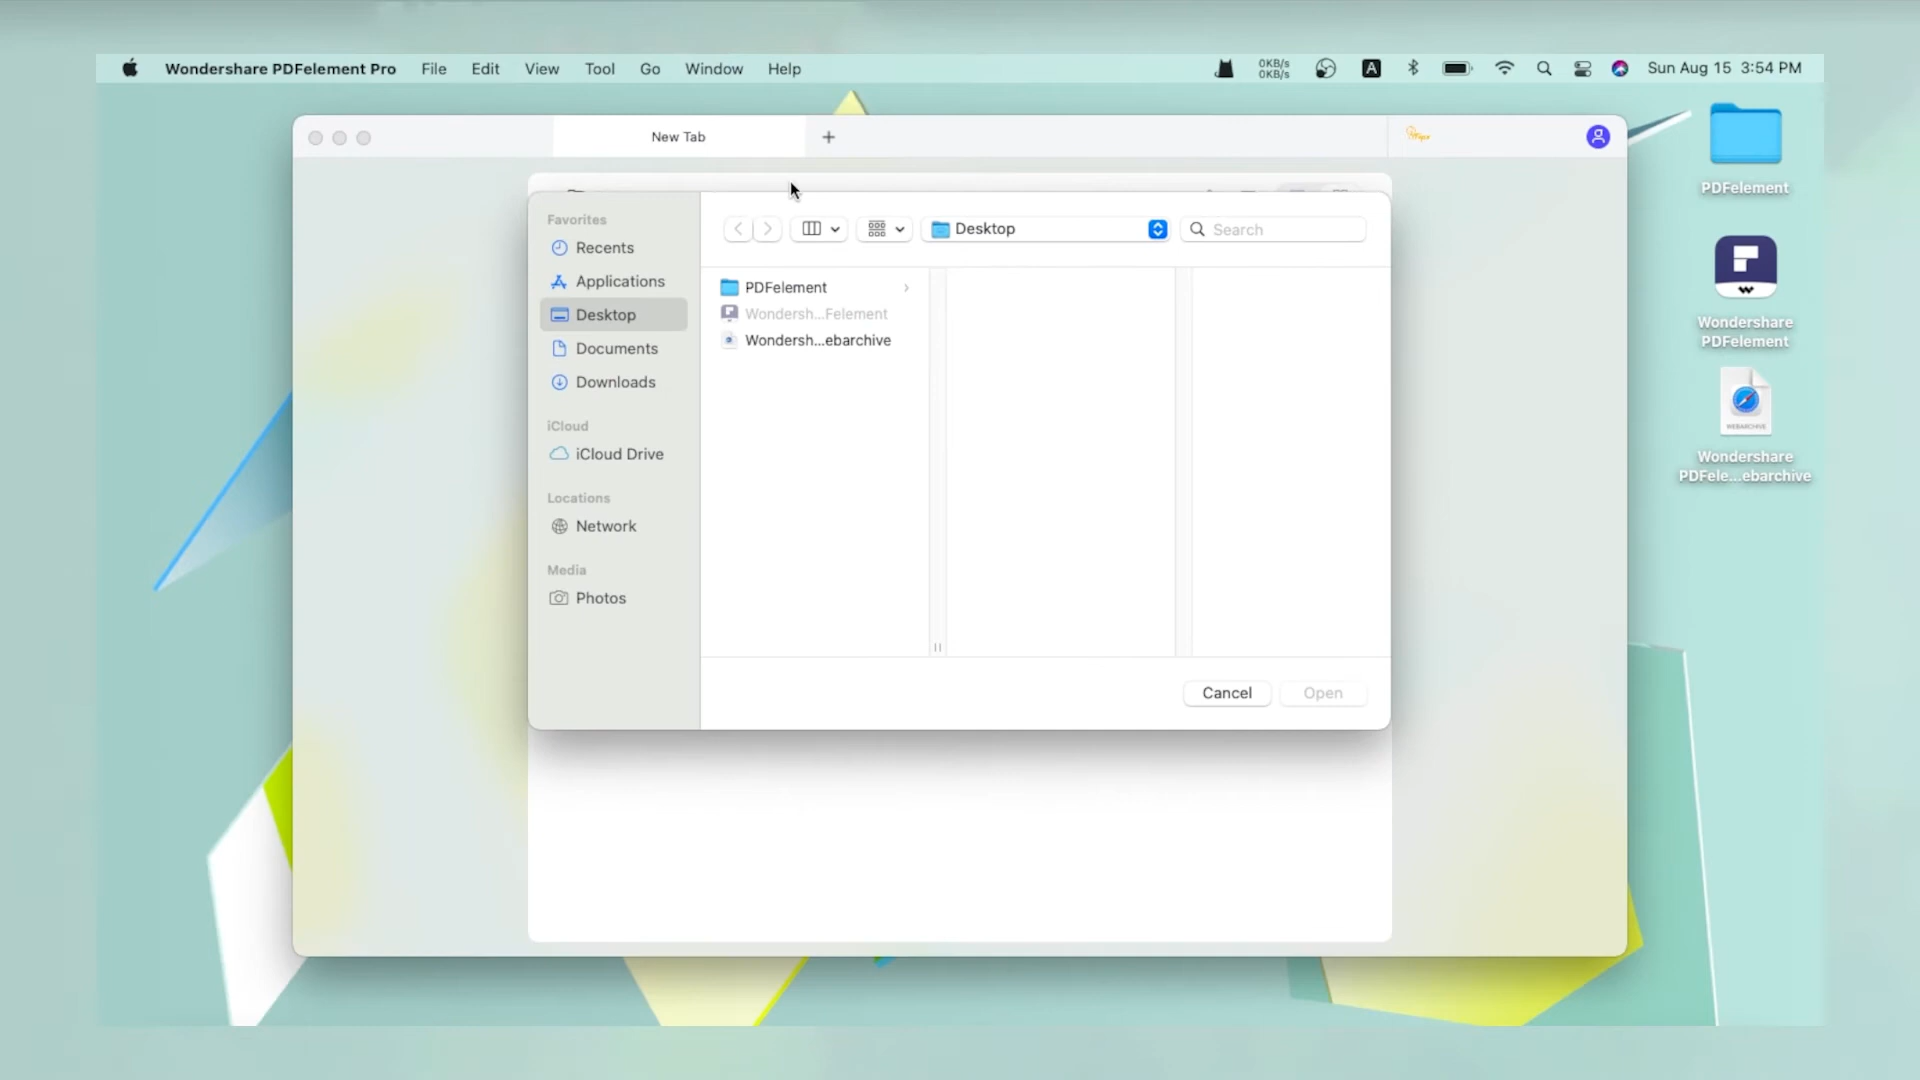 Wondershare PDFelement Pro File Edit View Tool Go Window Help 0KB/s A Sun Aug 15 3:54 PM
0KB/s
New Tab +
PDFelement
Favorites
Desktop Search
Recents
Applications PDFelement
Desktop Wondersh...Felement
Wondersh...ebarchive
Documents
Downloads
iCloud
iCloud Drive
Locations
Network
Media
Photos
Cancel Open
Wondershare
PDFelement
WEBARCHIVE
Wondershare
PDFele...ebarchive